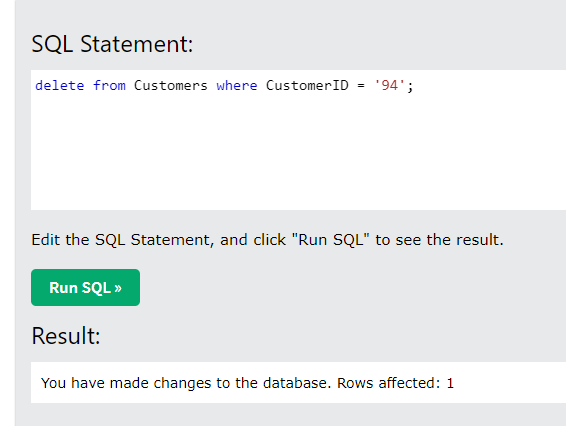 SQL Statement:
delete from Customers where CustomerID = '94';
Edit the SQL Statement, and click "Run SQL" to see the result.
Run SQL »
Result:
You have made changes to the database. Rows affected: 1